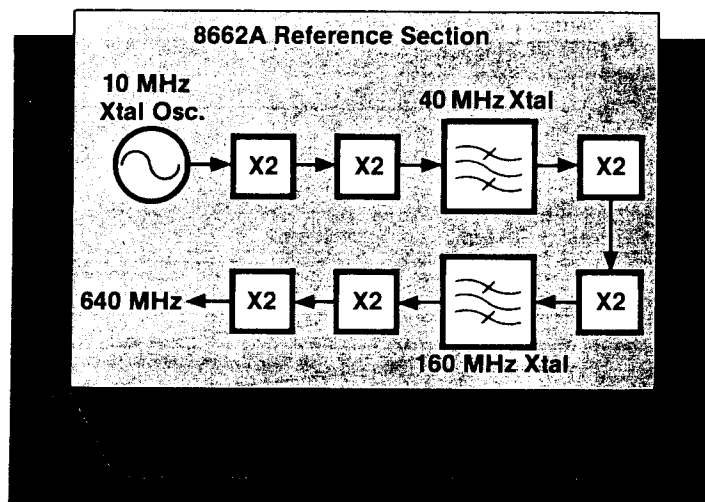 8662A Reference Section
10 MHz
Xtal Osc.
40 MHz Xtal
X2
X2
X2
640 MHz
X2
X2
X2
160 MHz Xtal